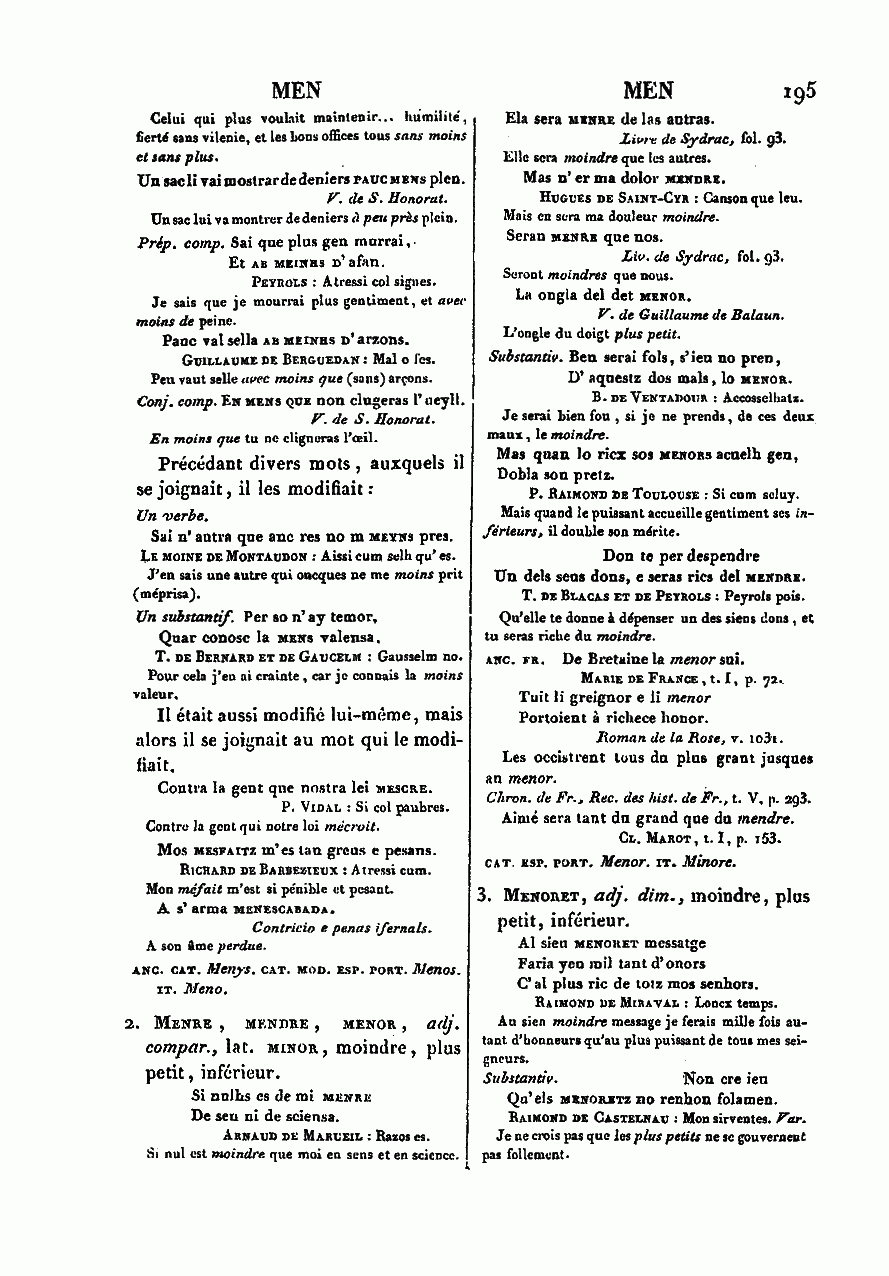 MEN
MEN 195
Celui qui plus voulait maintenir... humilité,
fierté sans vilenie, et les bons offices tous sans moins
et sans plus.
Un sac li vai mostrar de deniers PAUC MENS plen.
V. de S. Honorat.
Un sac lui va montrer de deniers à peu près plein.
Prép. comp. Sai que plus gen murrai,
Et AB MEINHS D'afan.
PEYROLS : Atressi col signes.
Je sais que je mourrai plus gentiment, et avec
moins de peine.
Pauc val sella AB MEINHS D'arzons.
GUILLAUME DE BERGUEDAN : Mal o fes.
Peu vaut selle avec moins que (sans) arçons.
Conj. comp. EN MENS QUE non clugeras l'ueyll.
V. de S. Honorat.
En moins que tu ne cligneras l'œil.
Précédant divers mots, auxquels il
se joignait, il les modifiait :
Un verbe.
Sai n'autra que anc res no m MEYNS pres.
LE MOINE DE MONTAUDON : Aissi cum selh qu'es.
J'en sais une autre qui oncques ne me moins prit
(méprisa).
Un substantif. Per so n'ay temor,
Quar conosc la MENS valensa.
T. DE BERNARD ET DE GAUCELM : Gausselm no.
Pour cela j'en ai crainte, car je connais la moins
valeur.
Il était aussi modifié lui-même, mais
alors il se joignait au mot qui le modi-
fiait.
Contra la gent que nostra lei MESCRE.
P. VIDAL : Si col paubres.
Contre la gent qui notre loi mécroit.
Mos MESFAITZ m'es tan greus e pesans.
RICHARD DE BARBEZIEUX : Atressi cum.
Mon méfait m'est si pénible et pesant.
A s'arma MENESCABADA.
Contricio e penas ifernals.
A son âme perdue.
ANC. CAT. Menys. CAT. MOD. ESP. PORT. Menos.
IT. Meno.
2. MENRE, MENDRE, MENOR, adj.
compar., lat. MINOR, moindre, plus
petit, inférieur.
Si nulhs es de mi MENRE
De seu ni de sciensa.
ARNAUD DE MARUEIL : Razos es.
Si nul est moindre que moi en sens et en science.
Ela sera MENRE de las autras.
Livre de Sydrac, fol. 93.
Elle sera moindre que les autres.
Mas n'er ma dolor MENDRE.
HUGUES DE SAINT-CYR : Canson que leu.
Mais en sera ma douleur moindre.
Seran MENRE que nos.
Liv. de Sydrac, fol. 93.
Seront moindres que nous.
La ongla del det MENOR.
V. de Guillaume de Balaun.
L'ongle du doigt plus petit.
Substantiv. Ben serai fols, s'ieu no pren,
D'aquestz dos mals, lo MENOR.
B. DE VENTADOUR : Accosselhatz.
Je serai bien fou, si je ne prends, de ces deux
maux, le moindre.
Mas quan lo ricx sos MENORS acuelh gen,
Dobla son pretz.
P. RAIMOND DE TOULOUSE : Si cum seluy.
Mais quand le puissant accueille gentiment ses in-
férieurs, il double son mérite.
Don te per despendre
Un dels seus dons, e seras rics del MENDRE.
T. DE BLACAS ET DE PEYROLS : Peyrols pois.
Qu'elle te donne à dépenser un des siens dons, et
tu seras riche du moindre.
ANC. FR. De Bretaine la menor sui.
MARIE DE FRANCE, t. I, p. 72.
Tuit li greignor e li menor
Portoient à richece honor.
Roman de la Rose, v. 1031.
Les occistrent tous du plus grant jusques
au menor.
Chron. de Fr., Rec. des hist. de Fr., t. V, p. 293.
Aimé sera tant du grand que du mendre.
CL. MAROT, t. I, p. 153.
CAT. ESP. PORT. Menor. IT. Minore.
3. MENORET, adj. dim., moindre, plus
petit, inférieur.
Al sieu MENORET messatge
Faria yeu mil tant d'onors
C'al plus ric de totz mos senhors.
RAIMOND DE MIRAVAL : Loncx temps.
Au sien moindre message je ferais mille fois au-
tant d'honneurs qu'au plus puissant de tous mes sei-
gneurs.
Substantiv. Non cre ieu
Qu'els MENORETZ no renhon folamen.
RAIMOND DE CASTELNAU : Mon sirventes. Var.
Je ne crois pas que les plus petits ne se gouvernent
pas follement.